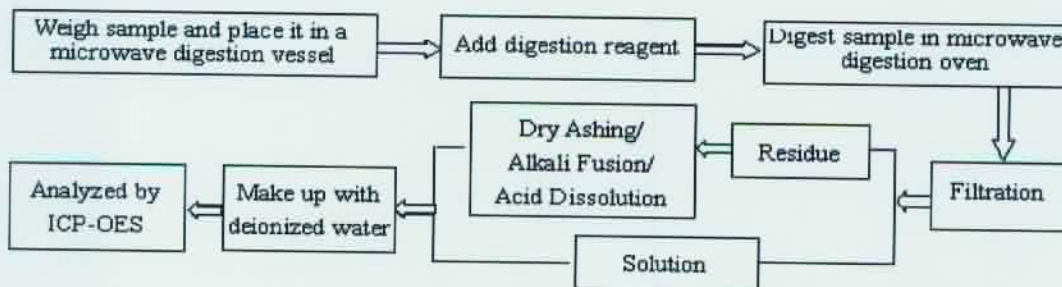 Weigh sample and place it in a
microwave digestion vessel
Add digestion reagent
Digest sample in microwave
digestion oven
Filtration
Residue
Dry Ashing/
Alkali Fusion/
Acid Dissolution
Solution
Make up with
deionized water
Analyzed by
ICP-OES